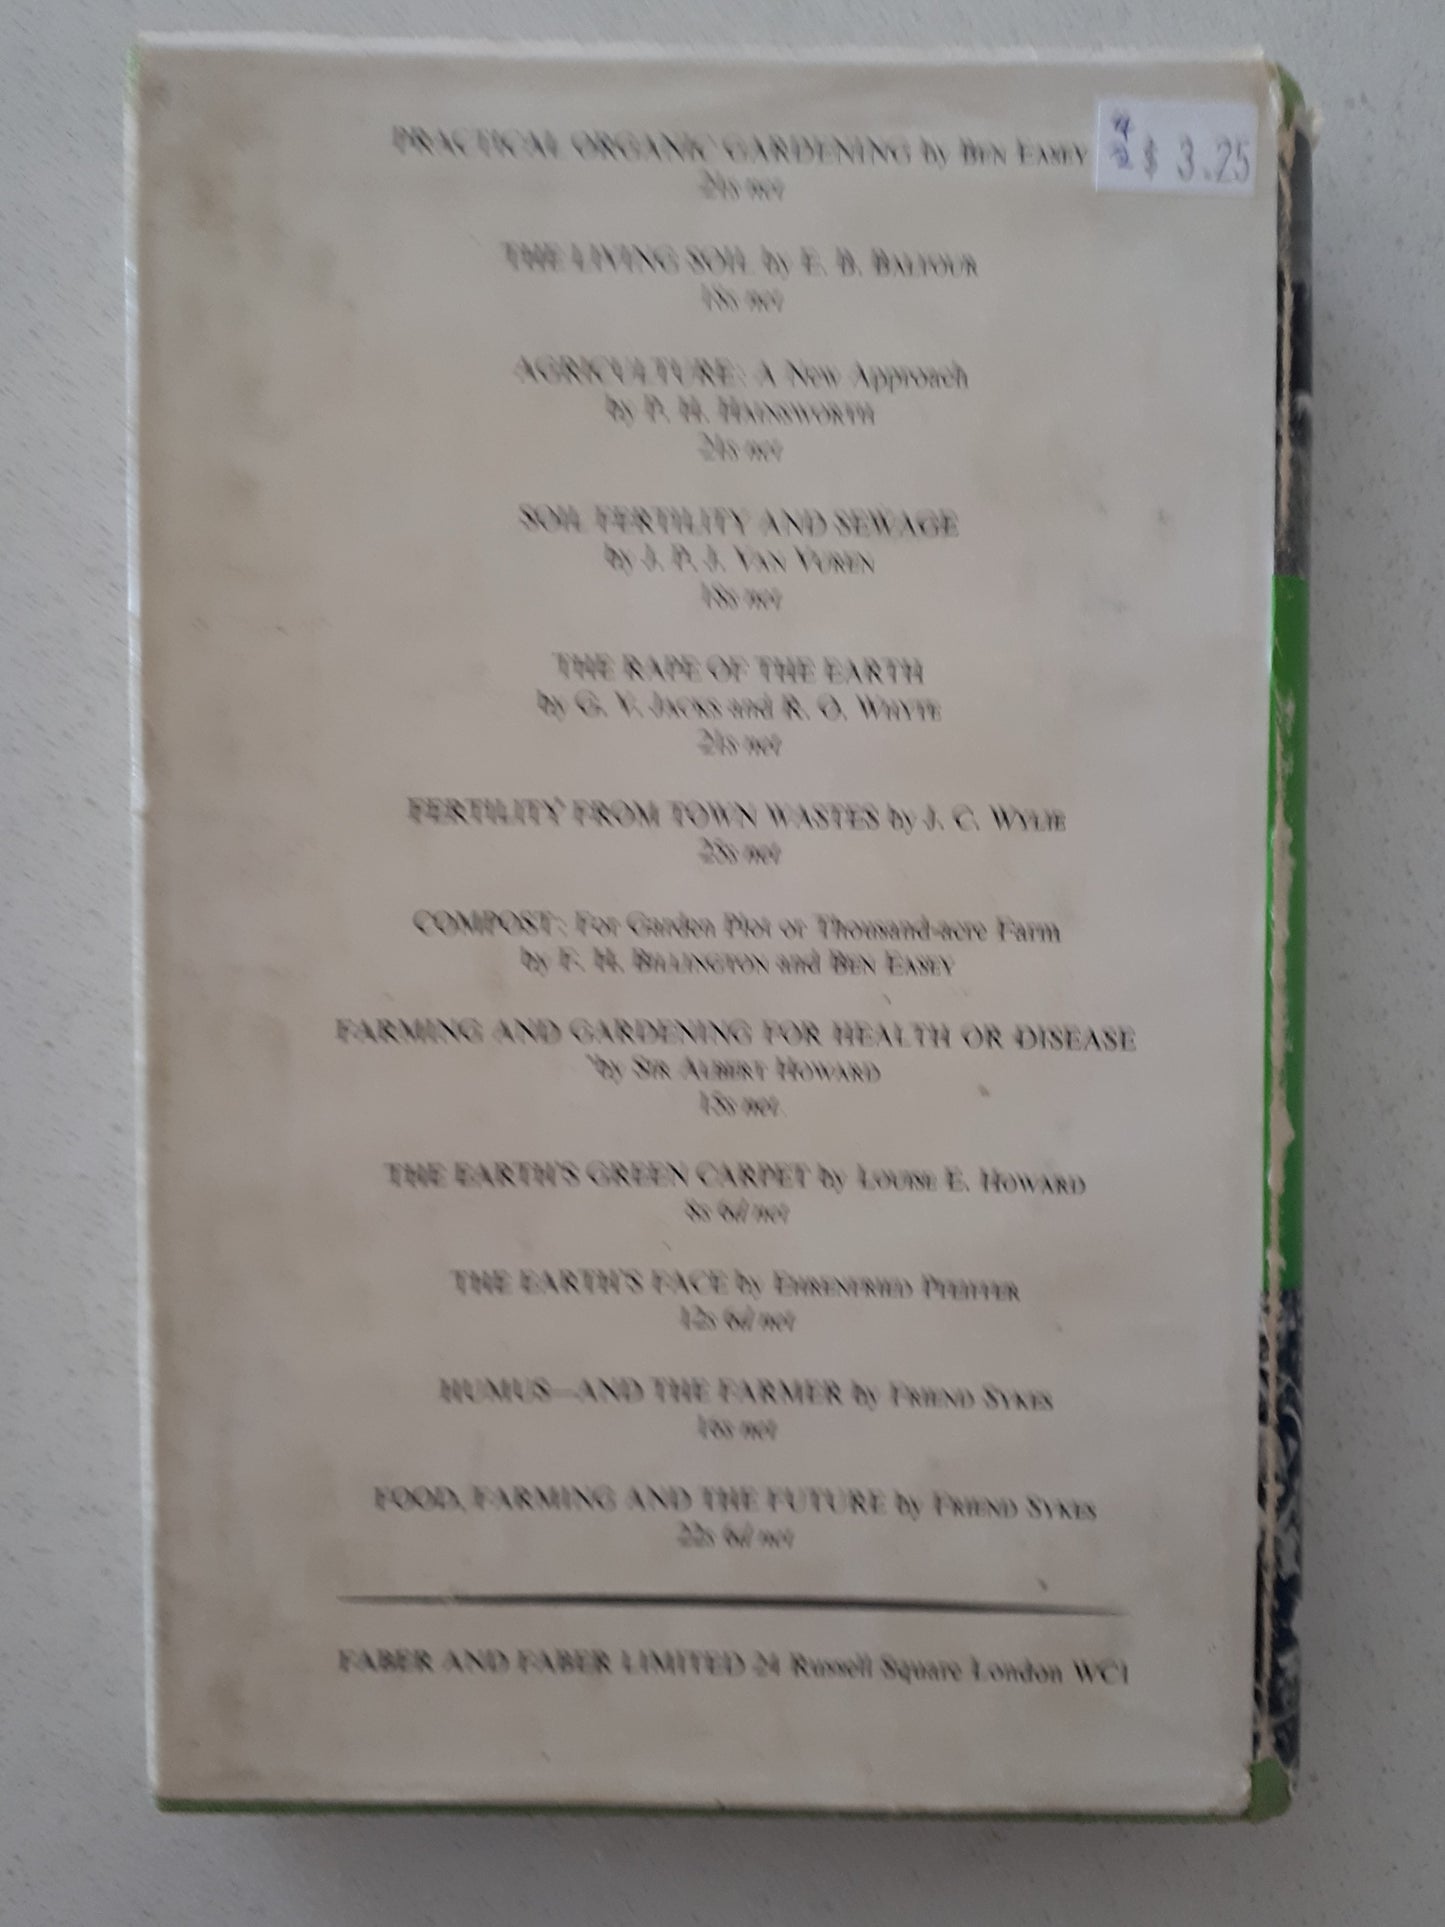 PRACTICAL ORGANIC GARDENING by BEN EASEY
21s net
$ 3.25
THE LIVING SOIL by E. B. BALFOUR
18s net
AGRICULTURE: A New Approach
by P. H. HAINSWORTH
21s net
SOIL FERTILITY AND SEWAGE
by J. P. J. VAN VUREN
18s net
THE RAPE OF THE EARTH
by G. V. JACKS and R. O. WHYTE
21s net
FERTILITY FROM TOWN WASTES by J. C. WYLIE
25s net
COMPOST: For Garden Plot or Thousand-acre Farm
by F. H. BILLINGTON and BEN EASEY
FARMING AND GARDENING FOR HEALTH OR DISEASE
by SIR ALBERT HOWARD
15s net
THE EARTH'S GREEN CARPET by LOUISE E. HOWARD
8s 6d net
THE EARTH'S FACE by EHRENFRIED PFEIFFER
12s 6d net
HUMUS—AND THE FARMER by FRIEND SYKES
16s net
FOOD, FARMING AND THE FUTURE by FRIEND SYKES
22s 6d net
FABER AND FABER LIMITED 24 Russell Square London WC1